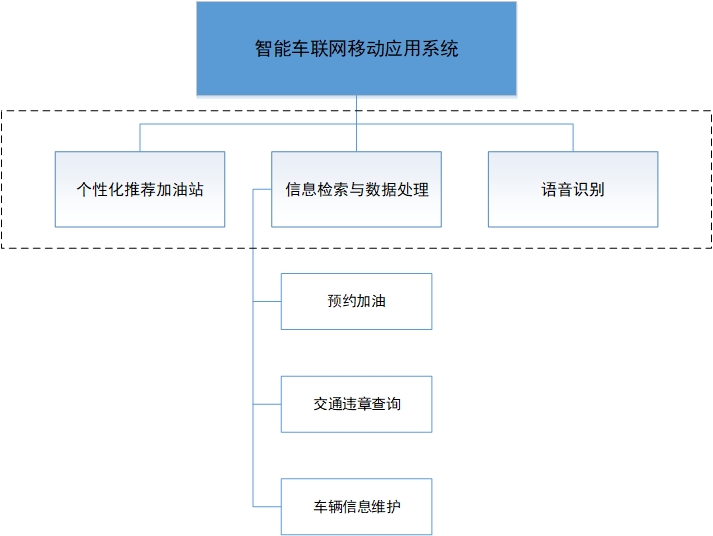 智能车联网移动应用系统
个性化推荐加油站
信息检索与数据处理
语音识别
预约加油
交通违章查询
车辆信息维护